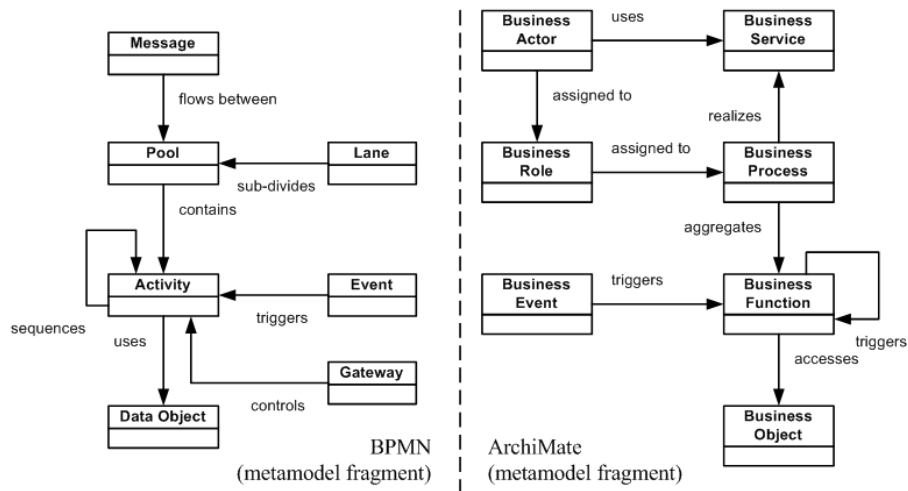 Message
flows between
Pool
Lane
sub-divides
contains
Activity
Event
triggers
sequences
uses
Gateway
controls
Data Object
BPMN
(metamodel fragment)
Business
Actor
uses
Business
Service
assigned to
realizes
Business
Role
assigned to
Business
Process
aggregates
Business
Event
triggers
Business
Function
triggers
accesses
Business
Object
ArchiMate
(metamodel fragment)